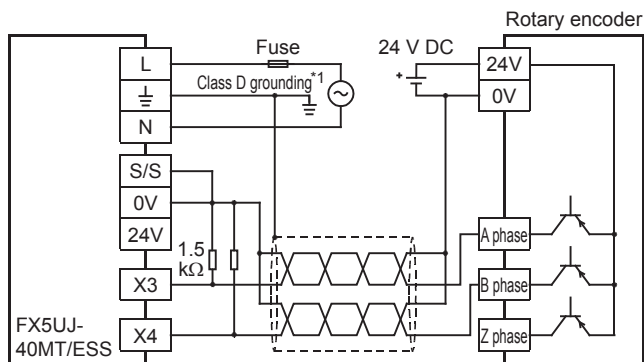 Rotary encoder
L
Fuse
24 V DC
24V
+
Class D grounding*1
0V
N
S/S
0V
24V
1.5
kΩ
A phase
X3
B phase
FX5UJ-
40MT/ESS
X4
Z phase